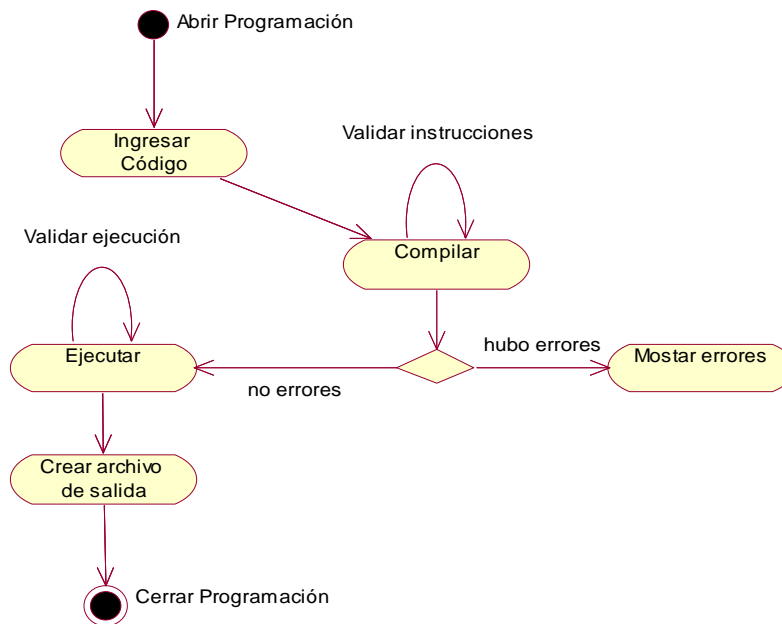 Abrir Programación
Ingresar
Código
Validar instrucciones
Compilar
Validar ejecución
Ejecutar
hubo errores
Mostar errores
no errores
Crear archivo
de salida
Cerrar Programación